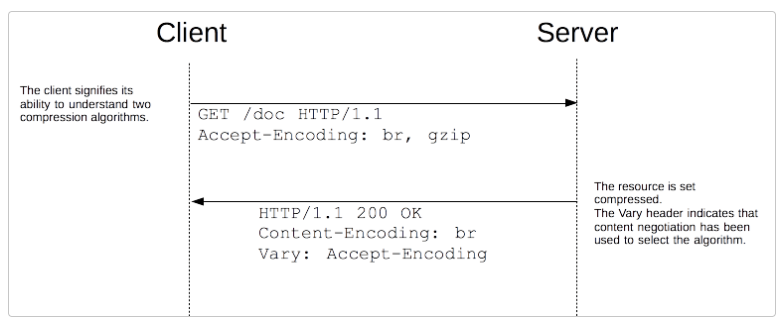 Client
Server
The client signifies its
ability to understand two
compression algorithms.
GET /doc HTTP/1.1
Accept-Encoding: br, gzip
The resource is set
compressed.
The Vary header indicates that
content negotiation has been
used to select the algorithm.
HTTP/1.1 200 OK
Content-Encoding: br
Vary: Accept-Encoding